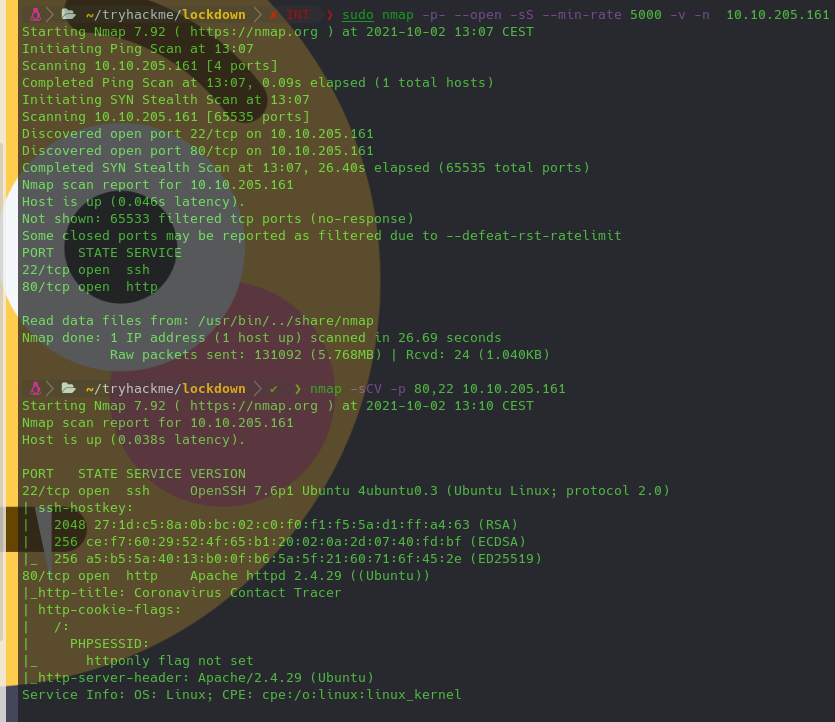 ~/tryhackme/lockdown ✘ INT ❯ sudo nmap -p- --open -sS --min-rate 5000 -v -n 10.10.205.161
Starting Nmap 7.92 ( https://nmap.org ) at 2021-10-02 13:07 CEST
Initiating Ping Scan at 13:07
Scanning 10.10.205.161 [4 ports]
Completed Ping Scan at 13:07, 0.09s elapsed (1 total hosts)
Initiating SYN Stealth Scan at 13:07
Scanning 10.10.205.161 [65535 ports]
Discovered open port 22/tcp on 10.10.205.161
Discovered open port 80/tcp on 10.10.205.161
Completed SYN Stealth Scan at 13:07, 26.40s elapsed (65535 total ports)
Nmap scan report for 10.10.205.161
Host is up (0.046s latency).
Not shown: 65533 filtered tcp ports (no-response)
Some closed ports may be reported as filtered due to --defeat-rst-ratelimit
PORT   STATE SERVICE
22/tcp open  ssh
80/tcp open  http
Read data files from: /usr/bin/../share/nmap
Nmap done: 1 IP address (1 host up) scanned in 26.69 seconds
Raw packets sent: 131092 (5.768MB) | Rcvd: 24 (1.040KB)
~/tryhackme/lockdown ✔ ❯ nmap -sCV -p 80,22 10.10.205.161
Starting Nmap 7.92 ( https://nmap.org ) at 2021-10-02 13:10 CEST
Nmap scan report for 10.10.205.161
Host is up (0.038s latency).
PORT   STATE SERVICE VERSION
22/tcp open  ssh     OpenSSH 7.6p1 Ubuntu 4ubuntu0.3 (Ubuntu Linux; protocol 2.0)
| ssh-hostkey:
|   2048 27:1d:c5:8a:0b:bc:02:c0:f0:f1:f5:5a:d1:ff:a4:63 (RSA)
|   256 ce:f7:60:29:52:4f:65:b1:20:02:0a:2d:07:40:fd:bf (ECDSA)
|_  256 a5:b5:5a:40:13:b0:0f:b6:5a:5f:21:60:71:6f:45:2e (ED25519)
80/tcp open  http    Apache httpd 2.4.29 ((Ubuntu))
|_http-title: Coronavirus Contact Tracer
| http-cookie-flags:
|   /:
|     PHPSESSID:
|_      httponly flag not set
|_http-server-header: Apache/2.4.29 (Ubuntu)
Service Info: OS: Linux; CPE: cpe:/o:linux:linux_kernel